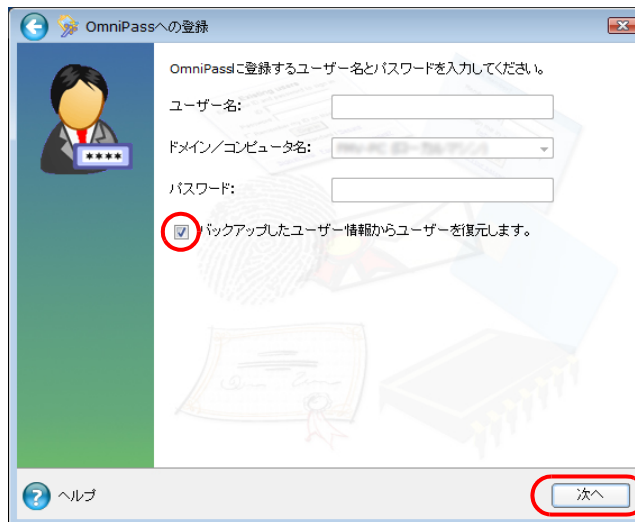 OmniPassへの登録
OmniPassに登録するユーザー名とパスワードを入力してください。
ユーザー名:
ドメイン/コンピュータ名:
パスワード:
****
バックアップしたユーザー情報からユーザーを復元します。
ヘルプ
次へ